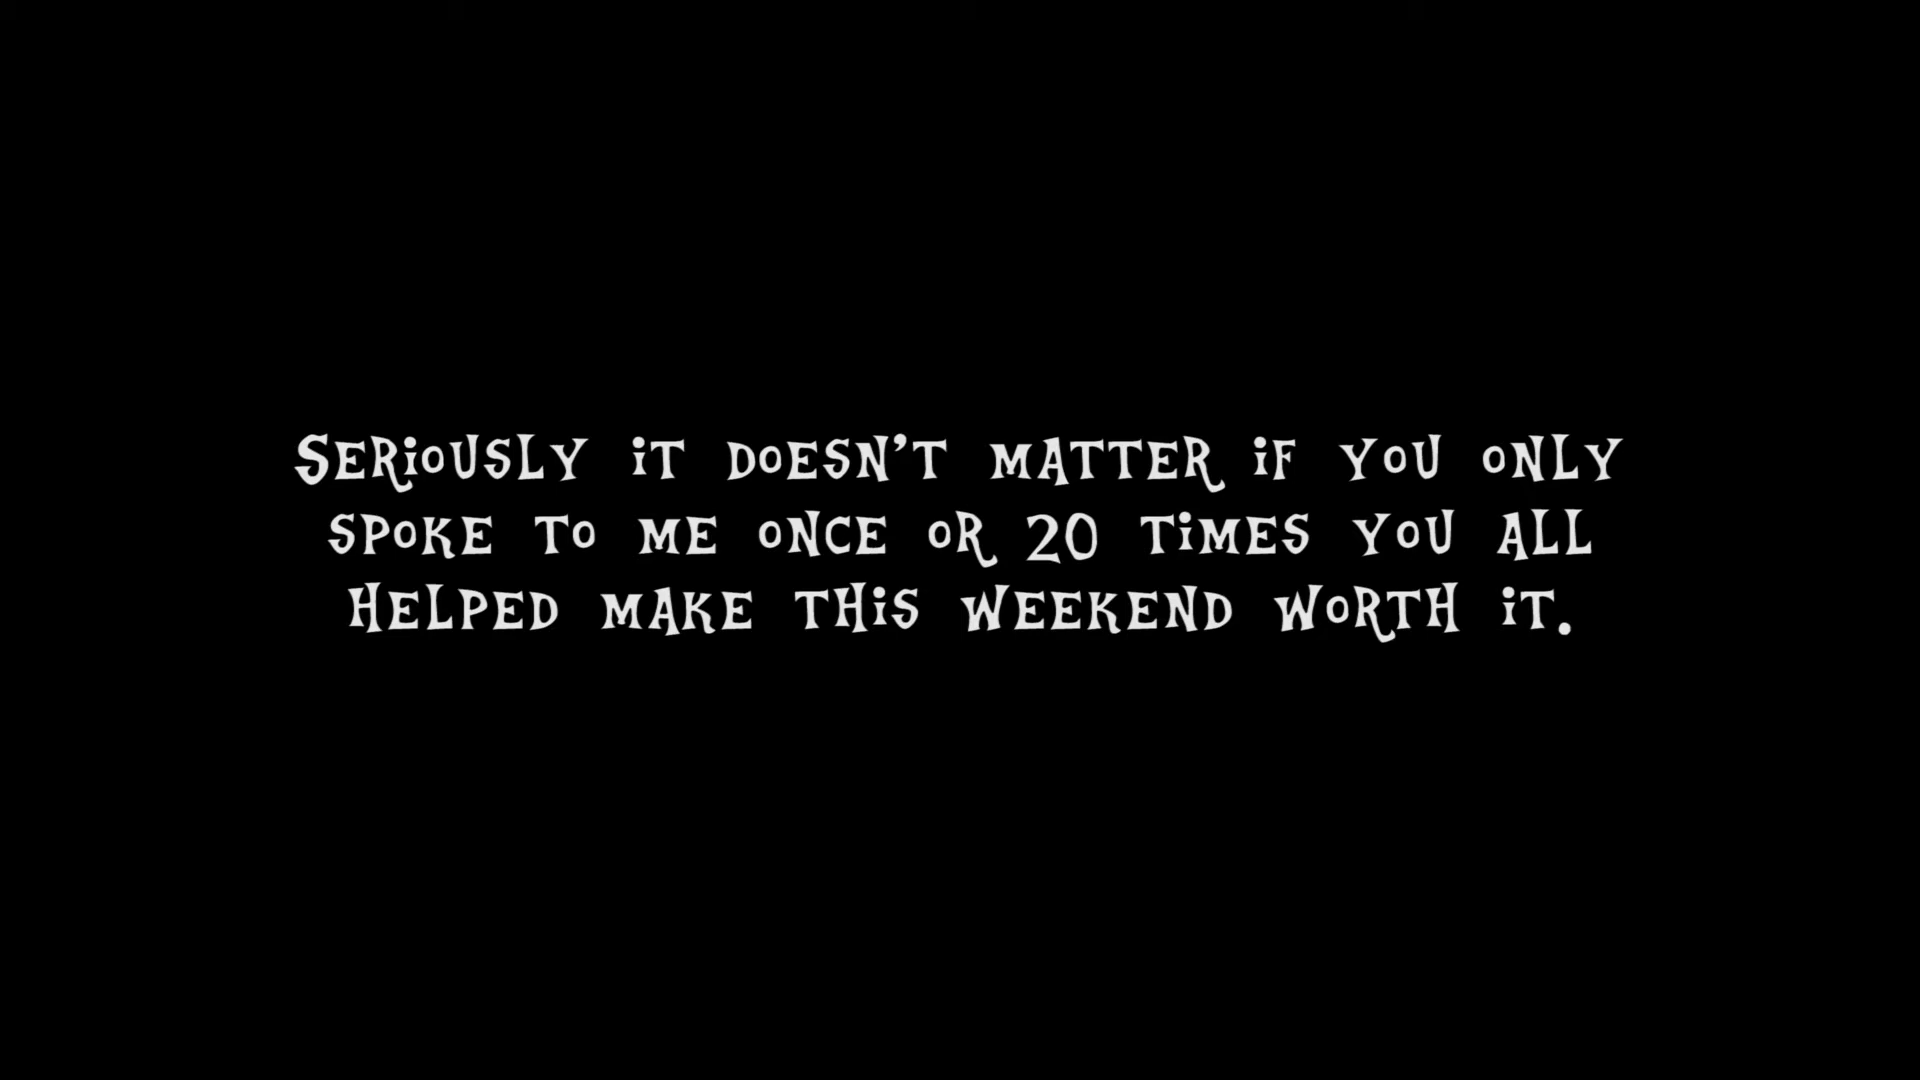 Seriously it doesn't matter if you only
spoke to me once or 20 times you all
helped make this weekend worth it.